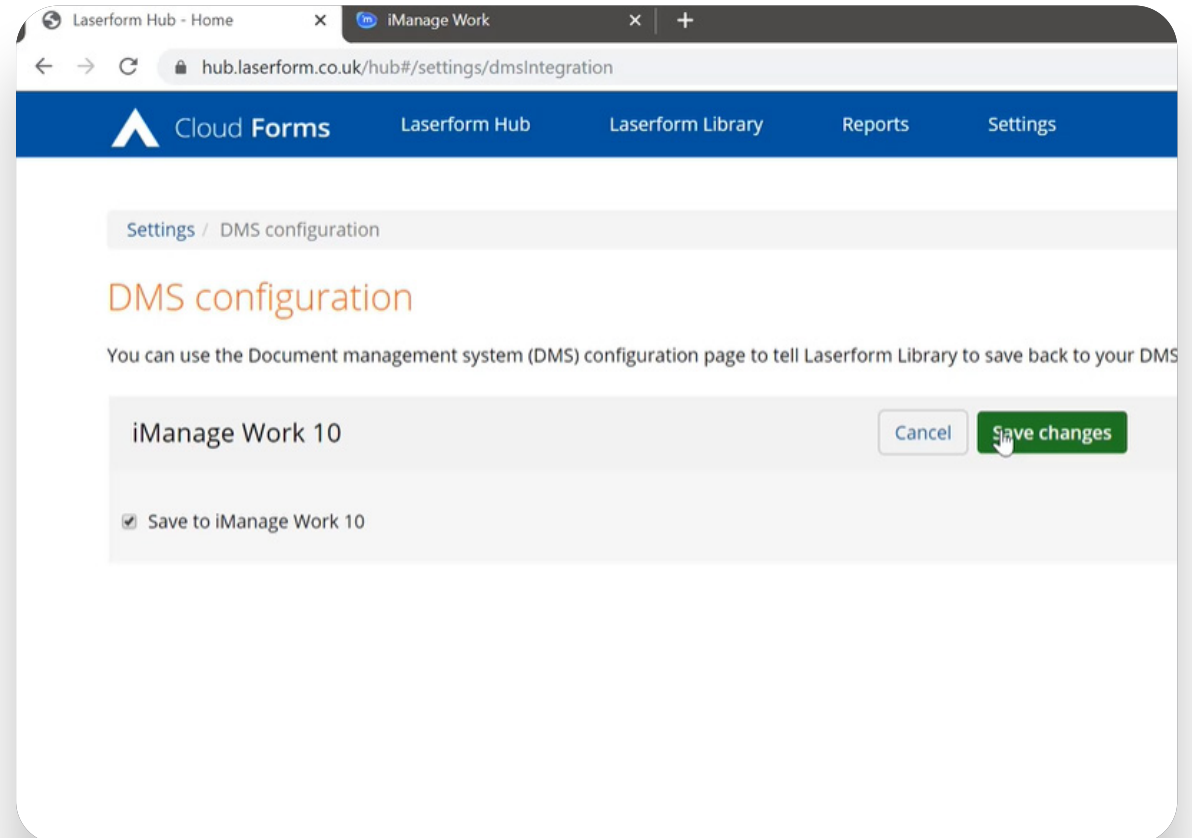 Laserform Hub - Home
iManage Work
hub.laserform.co.uk/hub#/settings/dmsIntegration
Cloud Forms Laserform Hub Laserform Library Reports Settings
Settings / DMS configuration
DMS configuration
You can use the Document management system (DMS) configuration page to tell Laserform Library to save back to your DMS
iManage Work 10 Cancel Save changes
Save to iManage Work 10